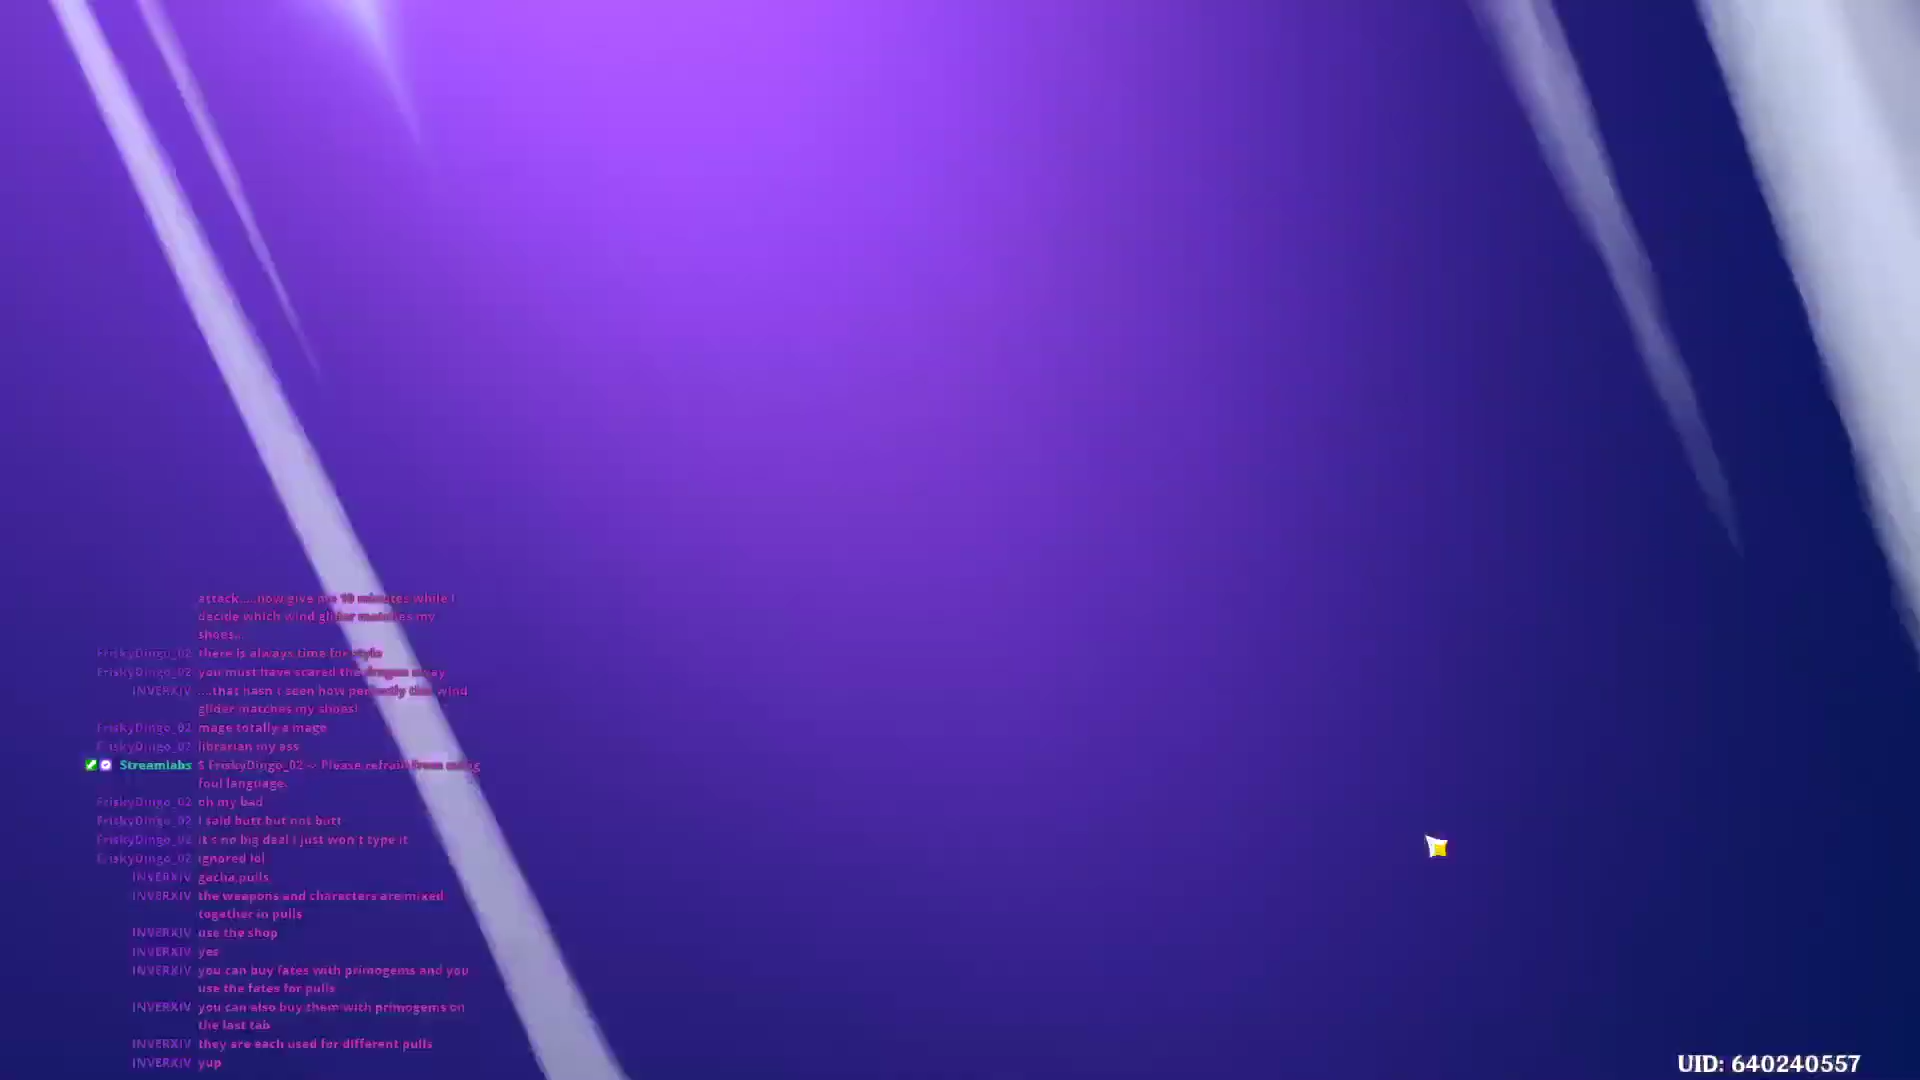 attack.....now give me 10 minutes while I
decide which wind glider matches my
shoes...
FriskyDingo_02 there is always time for style
FriskyDingo_02 you must have scared the dragon away
INVERXIV ....that hasn t seen how perfectly this wind
glider matches my shoes!
FriskyDingo_02 mage totally a mage
FriskyDingo_02 librarian my ass
Streamlabs $ FriskyDingo_02 -> Please refrain from using
foul language.
FriskyDingo_02 oh my bad
FriskyDingo_02 I said butt but not butt
FriskyDingo_02 it s no big deal I just won t type it
FriskyDingo_02 ignored lol
INVERXIV gacha pulls
INVERXIV the weapons and characters are mixed
together in pulls
INVERXIV use the shop
INVERXIV yes
INVERXIV you can buy fates with primogems and you
use the fates for pulls
INVERXIV you can also buy them with primogems on
the last tab
INVERXIV they are each used for different pulls
INVERXIV yup
UID: 640240557